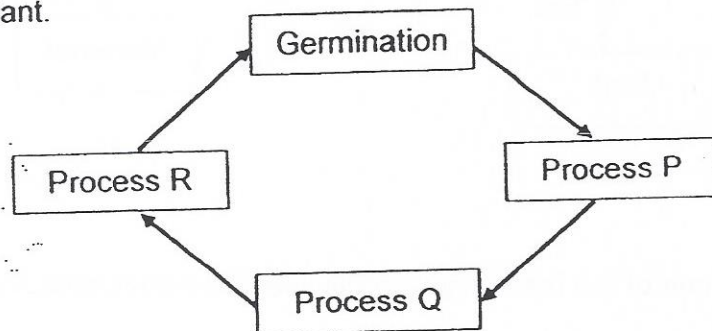 ant.
Germination
Process R
Process P
Process Q